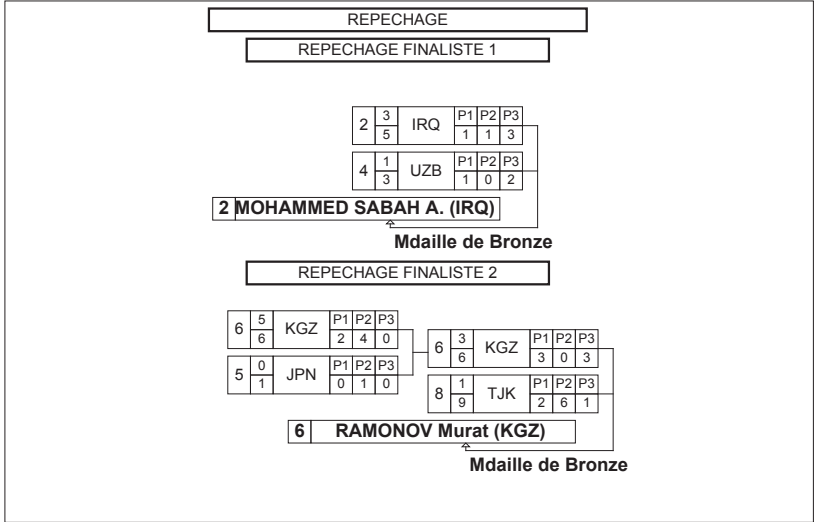 REPECHAGE
REPECHAGE FINALISTE 1
2 3 IRQ P1 P2 P3
5 1 1 3
4 1 UZB P1 P2 P3
3 1 0 2
2 MOHAMMED SABAH A. (IRQ)
Mdaille de Bronze
REPECHAGE FINALISTE 2
6 5 KGZ P1 P2 P3
6 2 4 0
5 0 JPN P1 P2 P3
1 0 1 0
6 3 KGZ P1 P2 P3
6 3 0 3
8 1 TJK P1 P2 P3
9 2 6 1
6 RAMONOV Murat (KGZ)
Mdaille de Bronze